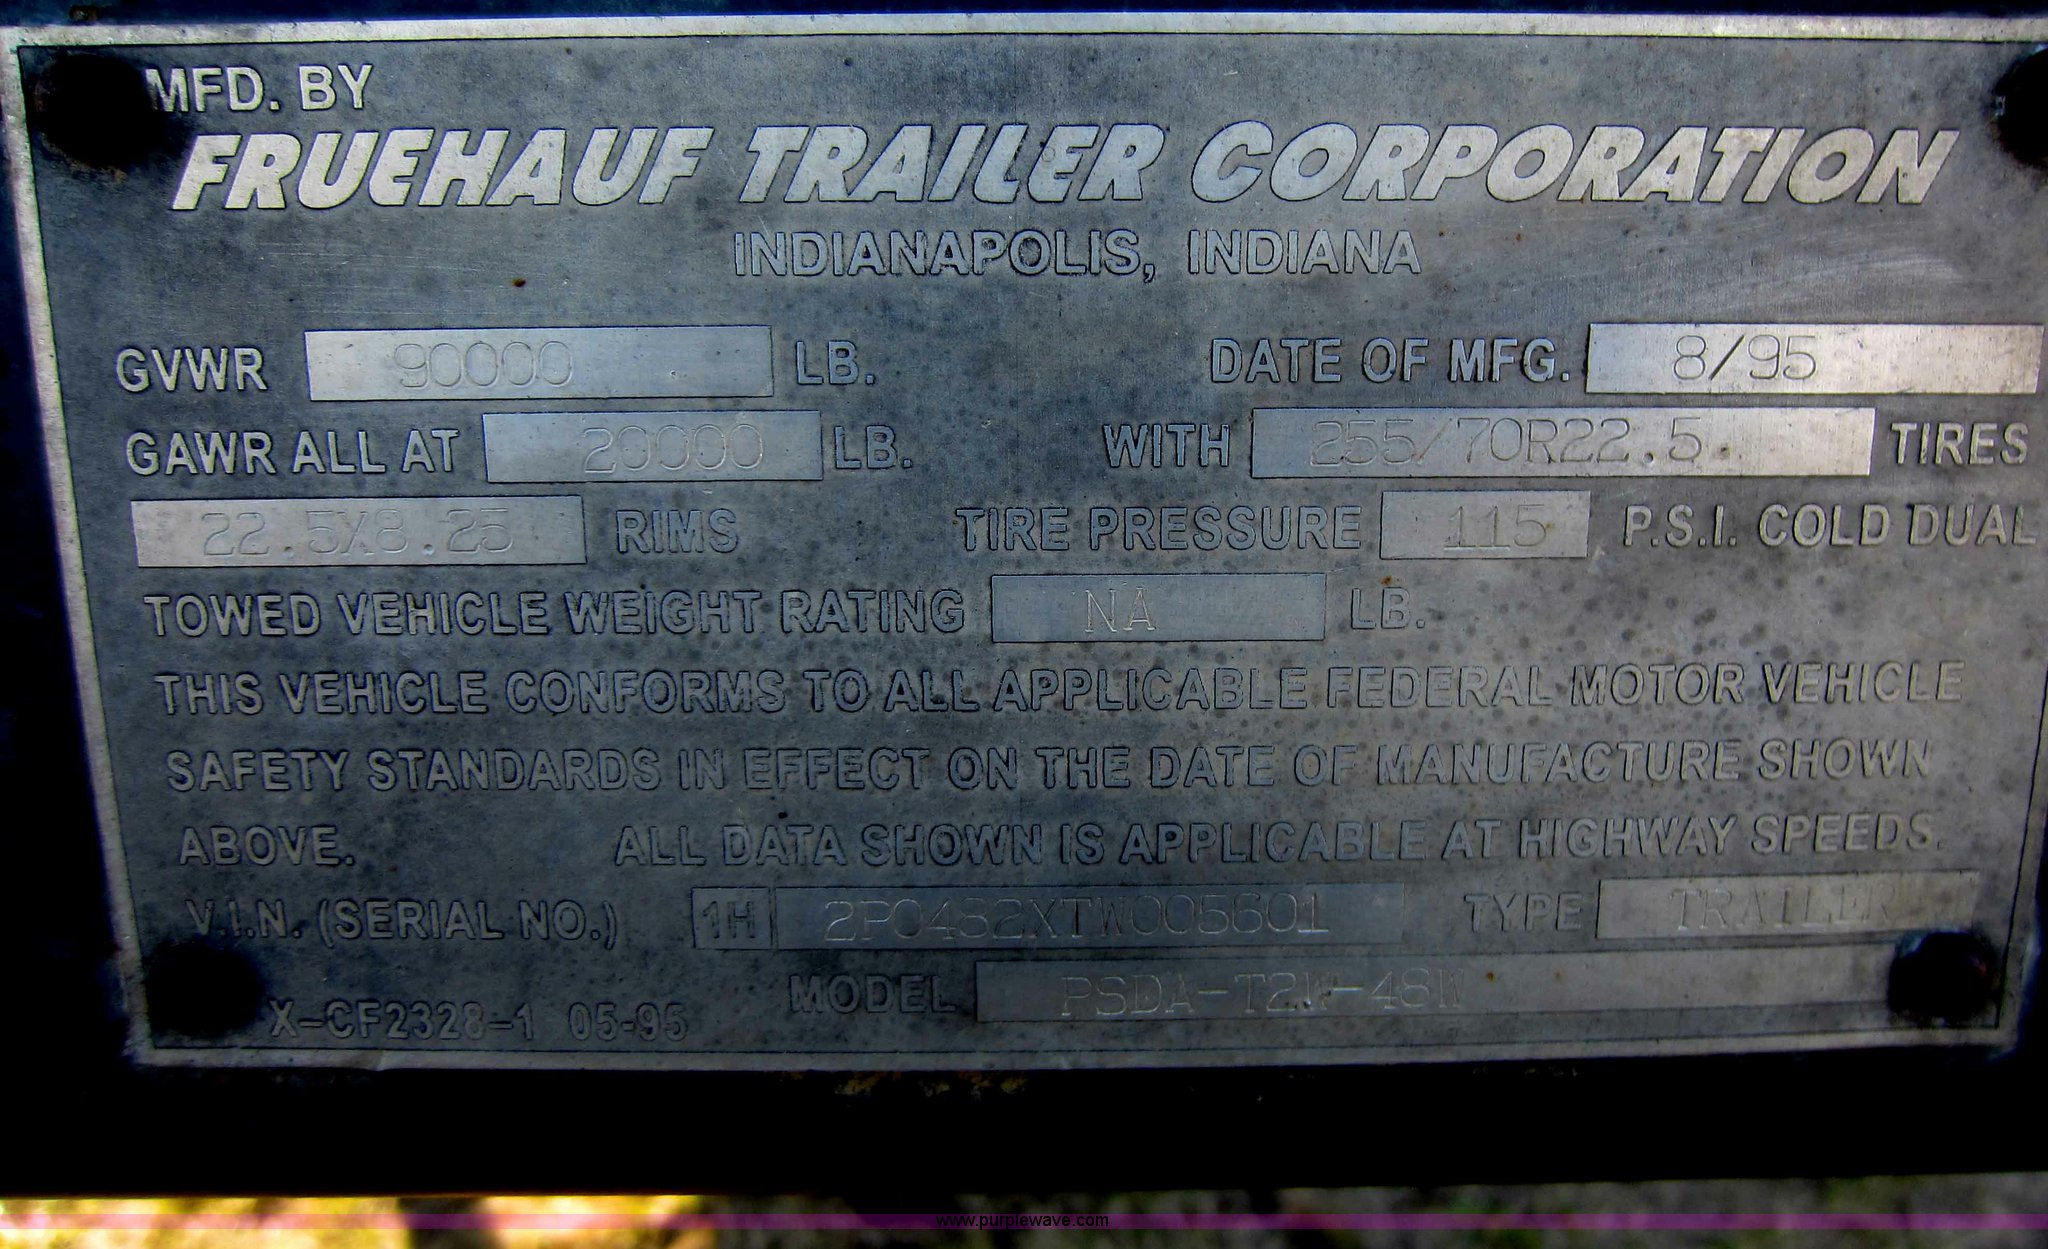 MFD. BY
FRUEHAUF TRAILER CORPORATION
INDIANAPOLIS, INDIANA
GVWR 90000 LB. DATE OF MFG. 8/95
GAWR ALL AT 20000 LB. WITH 255/70R22.5 TIRES
22.5X8.25 RIMS TIRE PRESSURE 115 P.S.I. COLD DUAL
TOWED VEHICLE WEIGHT RATING NA LB.
THIS VEHICLE CONFORMS TO ALL APPLICABLE FEDERAL MOTOR VEHICLE
SAFETY STANDARDS IN EFFECT ON THE DATE OF MANUFACTURE SHOWN
ABOVE. ALL DATA SHOWN IS APPLICABLE AT HIGHWAY SPEEDS.
V.I.N. (SERIAL NO.) 1H 2P0482XTW005601 TYPE TRAILER
MODEL PSDA-T2W-48W
X-CF2328-1 05-95
www.purplewave.com